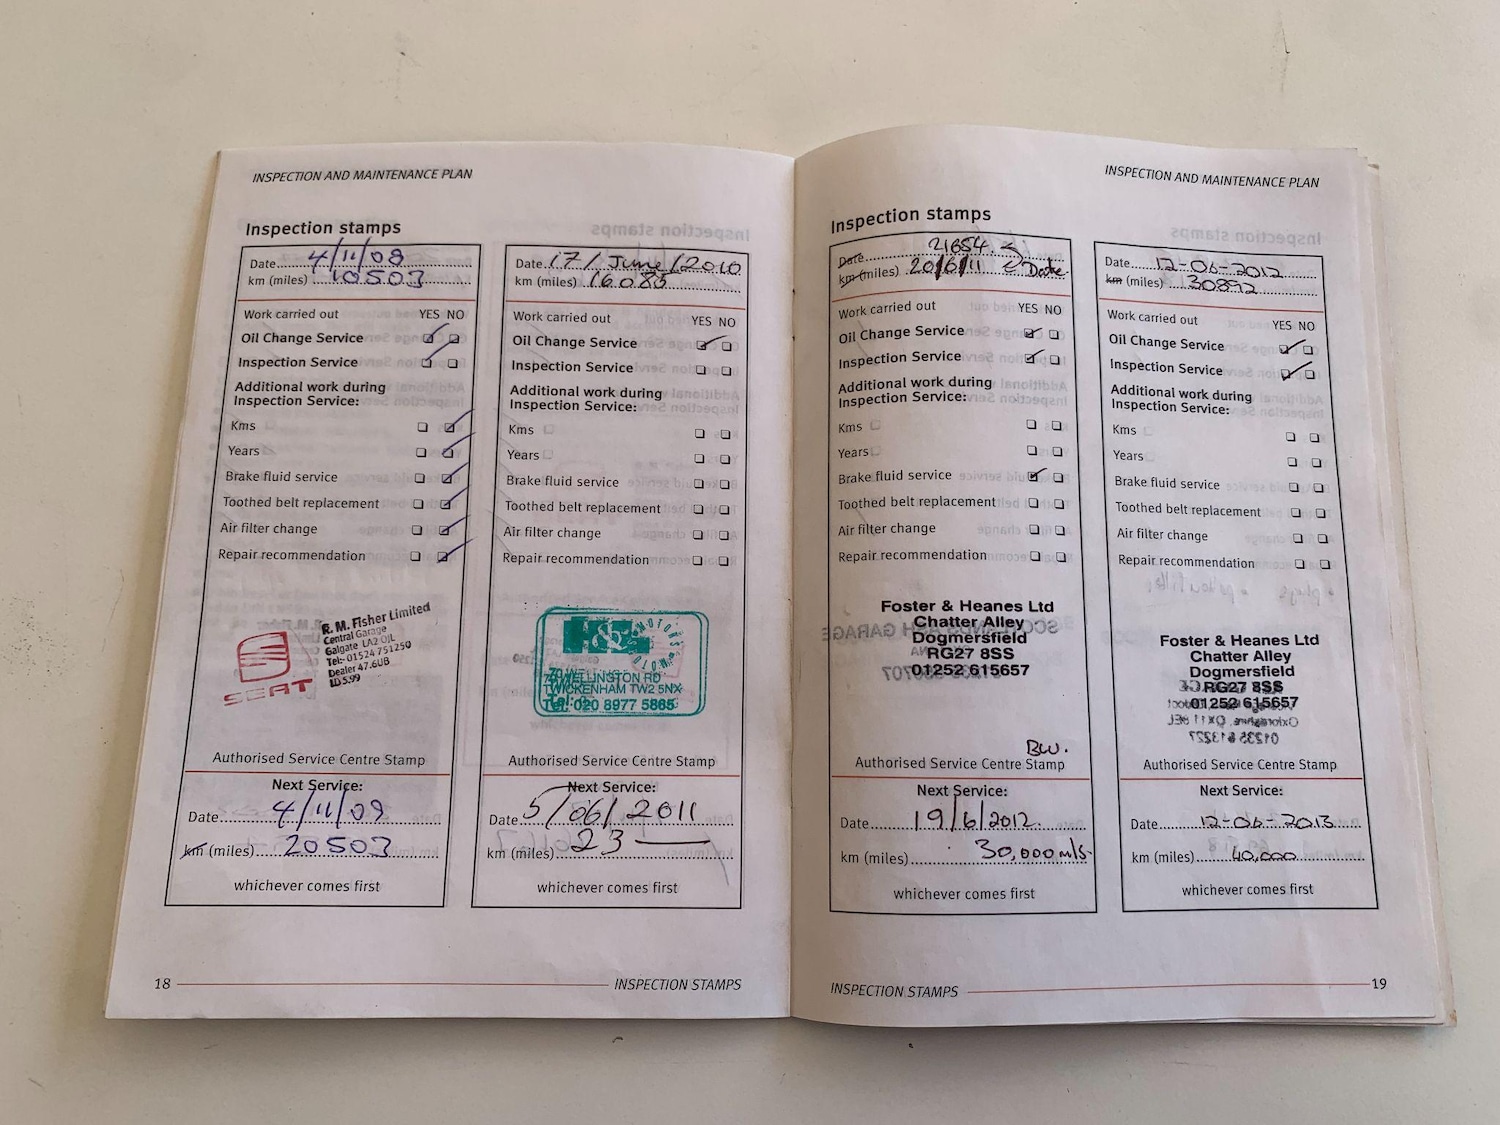 INSPECTION AND MAINTENANCE PLAN
Inspection stamps
Date 4/11/08
km (miles) 10503
Work carried out YES NO
Oil Change Service
Inspection Service
Additional work during
Inspection Service:
Kms
Years
Brake fluid service
Toothed belt replacement
Air filter change
Repair recommendation
SEAT
R. M. Fisher Limited
Central Garage
Galgate LA2 0JL
Tel:- 01524 751250
Dealer 47.6UB
Authorised Service Centre Stamp
Next Service:
Date 4/11/09
km (miles) 20503
whichever comes first
Date 17/June/2010
km (miles) 16085
Work carried out YES NO
Oil Change Service
Inspection Service
Additional work during
Inspection Service:
Kms
Years
Brake fluid service
Toothed belt replacement
Air filter change
Repair recommendation
WELLINGTON RD
TWICKENHAM TW2 5NX
Tel: 020 8977 5865
Authorised Service Centre Stamp
Next Service:
Date 5/06/2011
km (miles) 23
whichever comes first
18
INSPECTION STAMPS
INSPECTION AND MAINTENANCE PLAN
Inspection stamps
Date 21654
km (miles) 20/6/11 Date
Work carried out YES NO
Oil Change Service
Inspection Service
Additional work during
Inspection Service:
Kms
Years
Brake fluid service
Toothed belt replacement
Air filter change
Repair recommendation
Foster & Heanes Ltd
Chatter Alley
Dogmersfield
RG27 8SS
01252 615657
BW.
Authorised Service Centre Stamp
Next Service:
Date 19/6/2012.
km (miles) 30,000 mls.
whichever comes first
Date 12-06-2012
km (miles) 30892
Work carried out YES NO
Oil Change Service
Inspection Service
Additional work during
Inspection Service:
Kms
Years
Brake fluid service
Toothed belt replacement
Air filter change
Repair recommendation
Foster & Heanes Ltd
Chatter Alley
Dogmersfield
RG27 8SS
01252 615657
Authorised Service Centre Stamp
Next Service:
Date 12-06-2013
km (miles) 40,000
whichever comes first
INSPECTION STAMPS
19